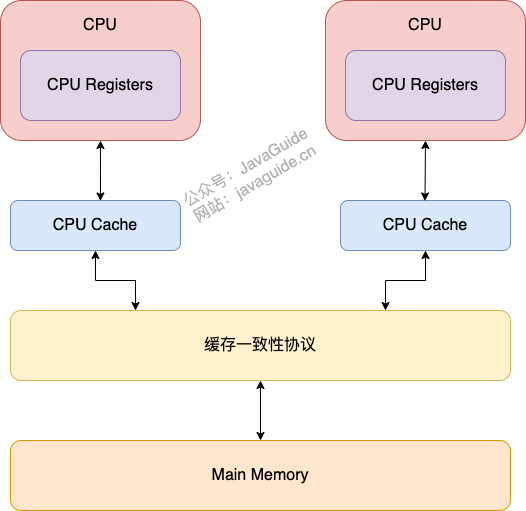 CPU
CPU
CPU Registers
CPU Registers
公众号：JavaGuide
网站：javaguide.cn
CPU Cache
CPU Cache
缓存一致性协议
Main Memory